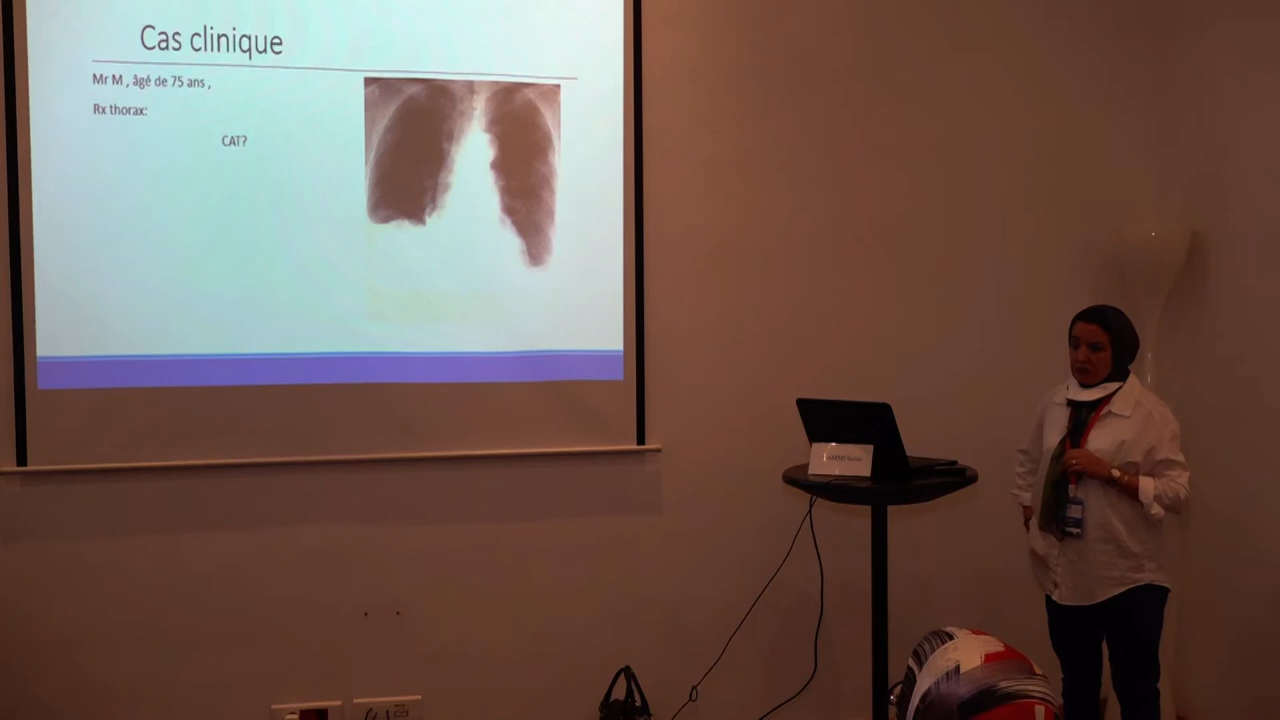 Cas clinique
Mr M , âgé de 75 ans ,
Rx thorax:
CAT?